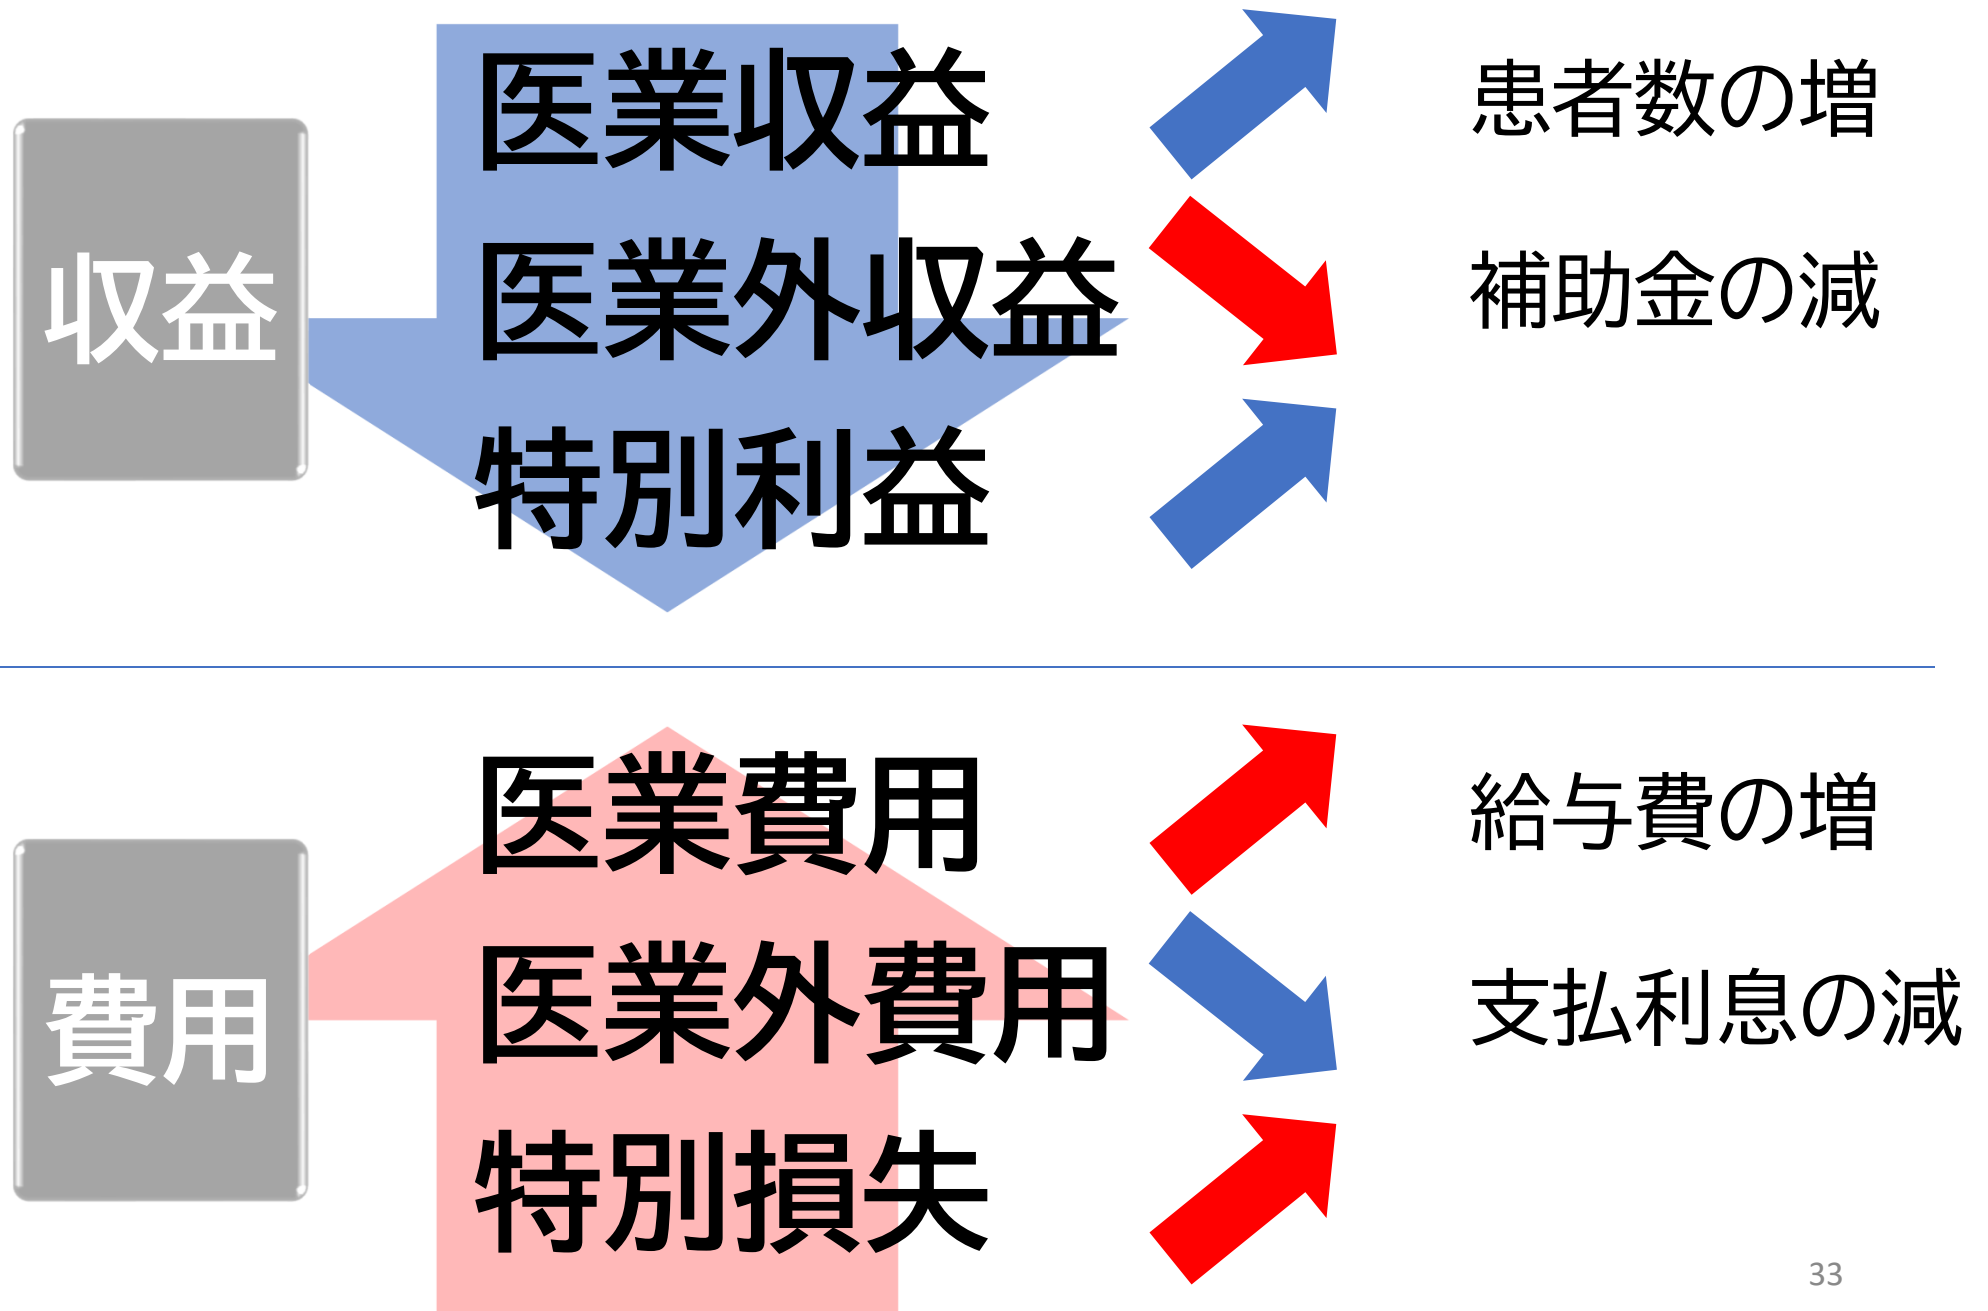 収益
医業収益
患者数の増
医業外収益
補助金の減
特別利益
費用
医業費用
給与費の増
医業外費用
支払利息の減
特別損失
33